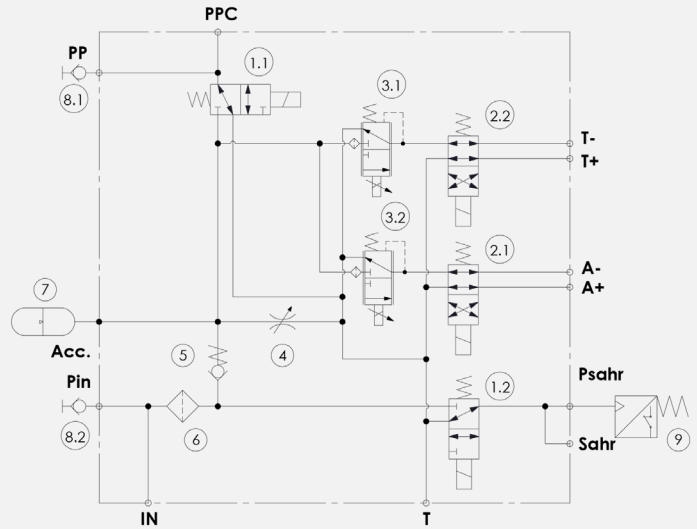 PPC
PP
1.1
8.1
3.1
2.2
T-
T+
3.2
2.1
A-
A+
7
Acc.
5
4
Pin
Psahr
1.2
8.2
6
Sahr
9
IN
T